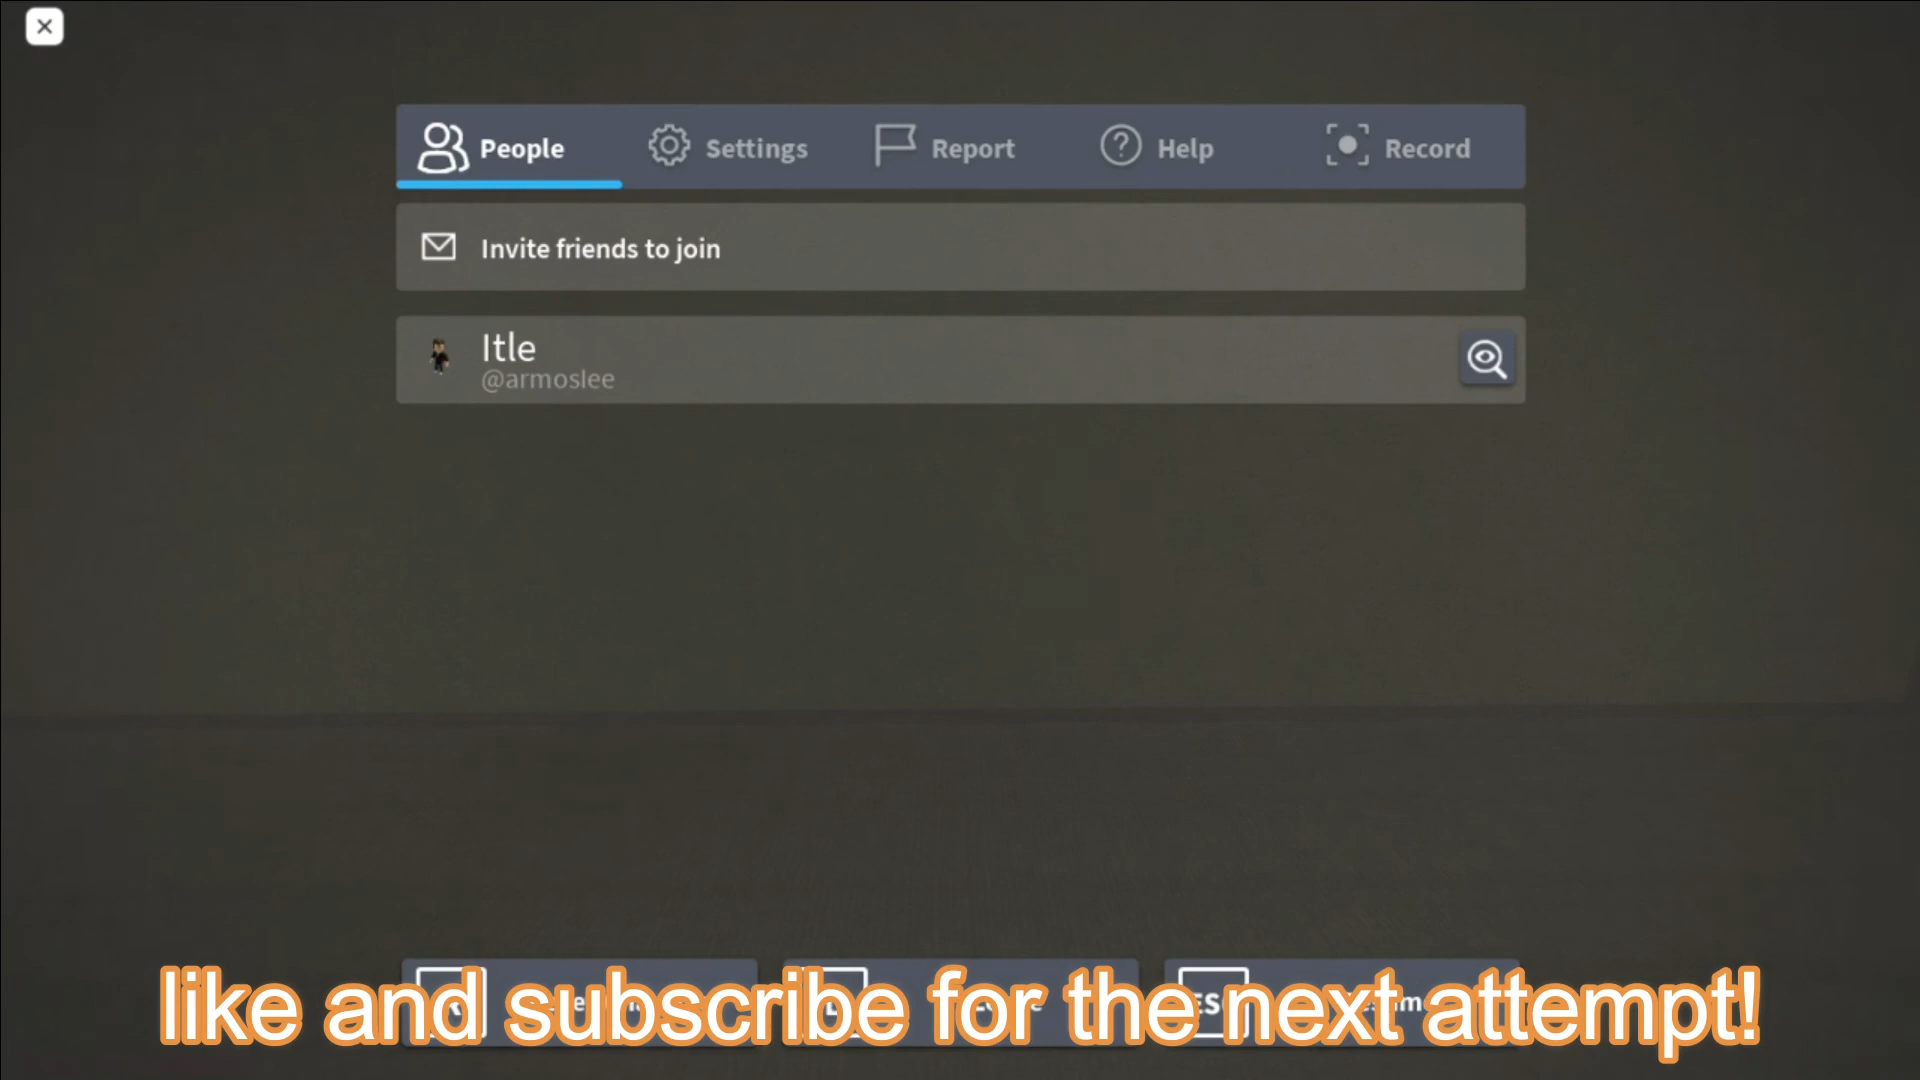 People
Settings
Report
Help
Record
Invite friends to join
Itle
@armoslee
like and subscribe for the next attempt!